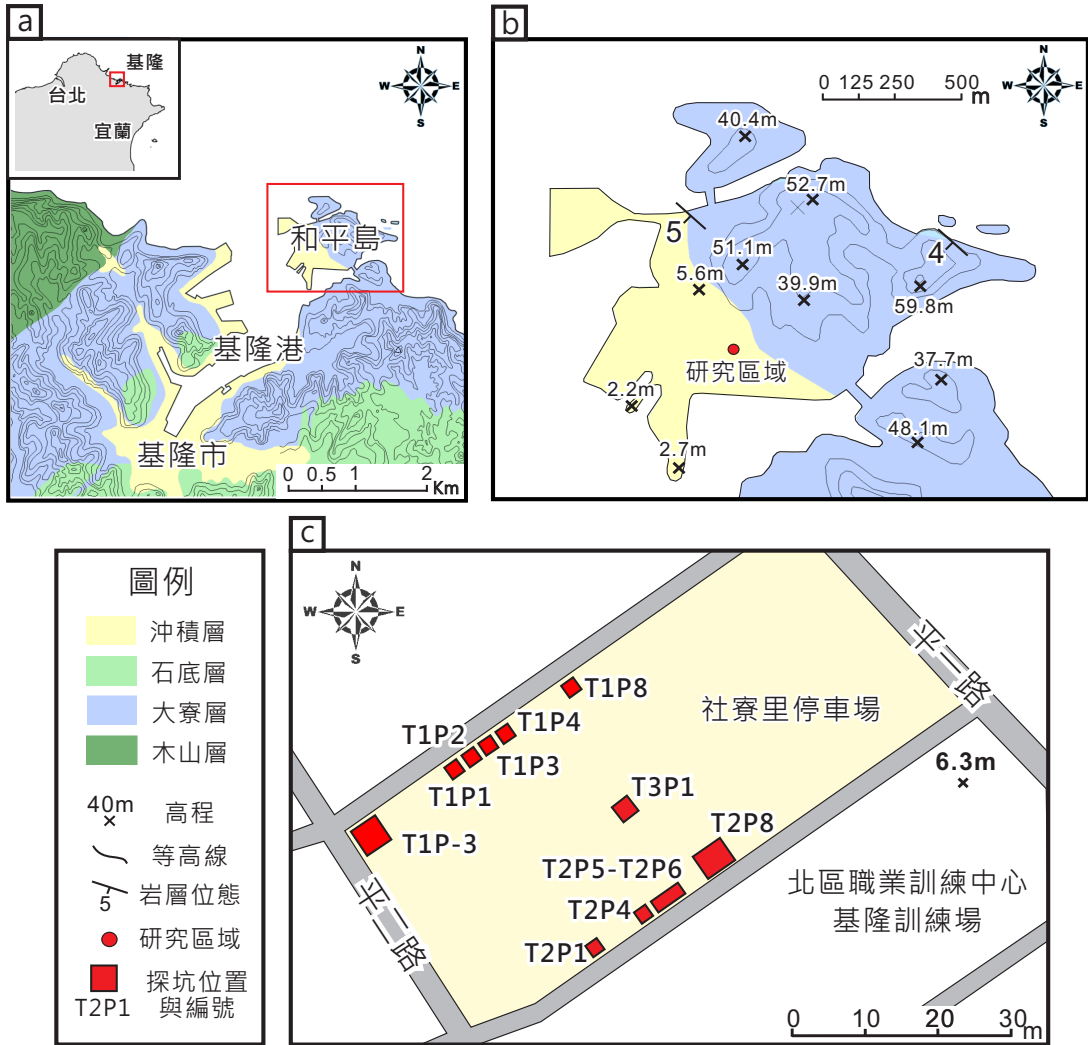 a
基隆
台北
宜蘭
N
W
E
S
和平島
基隆港
基隆市
0 0.5 1 2
Km
b
0 125 250 500
m
N
W
E
S
40.4m
52.7m
5
51.1m
4
5.6m
39.9m
59.8m
研究區域
37.7m
2.2m
48.1m
2.7m
圖例
沖積層
石底層
大寮層
木山層
40m
高程
等高線
5
岩層位態
研究區域
探坑位置
T2P1
與編號
c
N
W
E
S
平一路
T1P8
社寮里停車場
T1P2
T1P4
T1P3
T1P1
6.3m
T3P1
T1P-3
T2P8
T2P5-T2P6
北區職業訓練中心
基隆訓練場
T2P4
平二路
T2P1
0 10 20 30
m